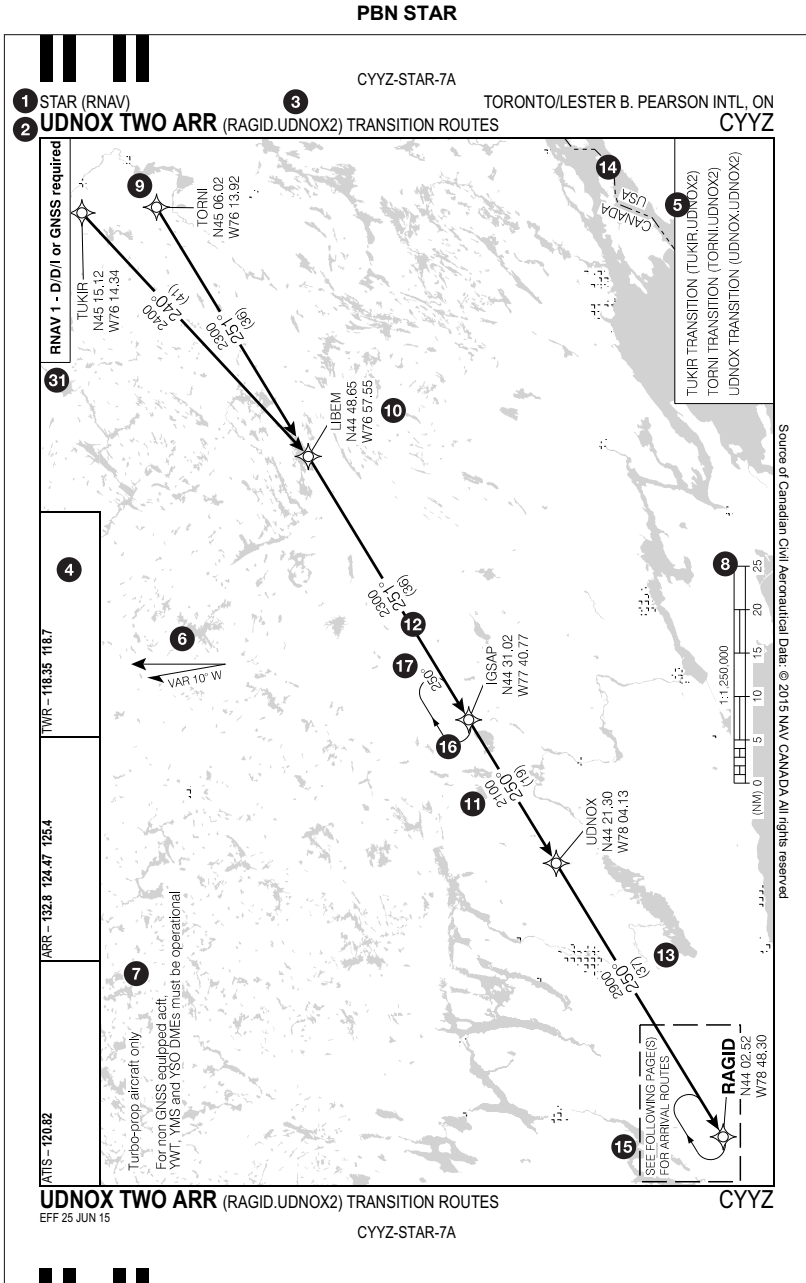 PBN STAR
CYYZ-STAR-7A
1 STAR (RNAV)
3
TORONTO/LESTER B. PEARSON INTL, ON
2 UDNOX TWO ARR (RAGID.UDNOX2) TRANSITION ROUTES
CYYZ
RNAV 1 - D/D/I or GNSS required
31
TUKIR
N45 15.12
W76 14.34
9
TORNI
N45 06.02
W76 13.92
14
USA
CANADA
5
TUKIR TRANSITION (TUKIR.UDNOX2)
TORNI TRANSITION (TORNI.UDNOX2)
UDNOX TRANSITION (UDNOX.UDNOX2)
2400
240°
(41)
2300
251°
(36)
LIBEM
N44 48.65
W76 57.55
10
4
TWR – 118.35 118.7
ARR – 132.8 124.47 125.4
ATIS – 120.82
6
VAR 10° W
2300
251°
(36)
12
17
250°
16
IGSAP
N44 31.02
W77 40.77
8
25
20
15
10
5
(NM) 0
1:1,250,000
2100
250°
(19)
11
UDNOX
N44 21.30
W78 04.13
7
Turbo-prop aircraft only
For non GNSS equipped acft,
YWT, YMS and YSO DMEs must be operational
2900
250°
(37)
13
15
SEE FOLLOWING PAGE(S)
FOR ARRIVAL ROUTES
RAGID
N44 02.52
W78 48.30
Source of Canadian Civil Aeronautical Data: © 2015 NAV CANADA All rights reserved
UDNOX TWO ARR (RAGID.UDNOX2) TRANSITION ROUTES
CYYZ
EFF 25 JUN 15
CYYZ-STAR-7A